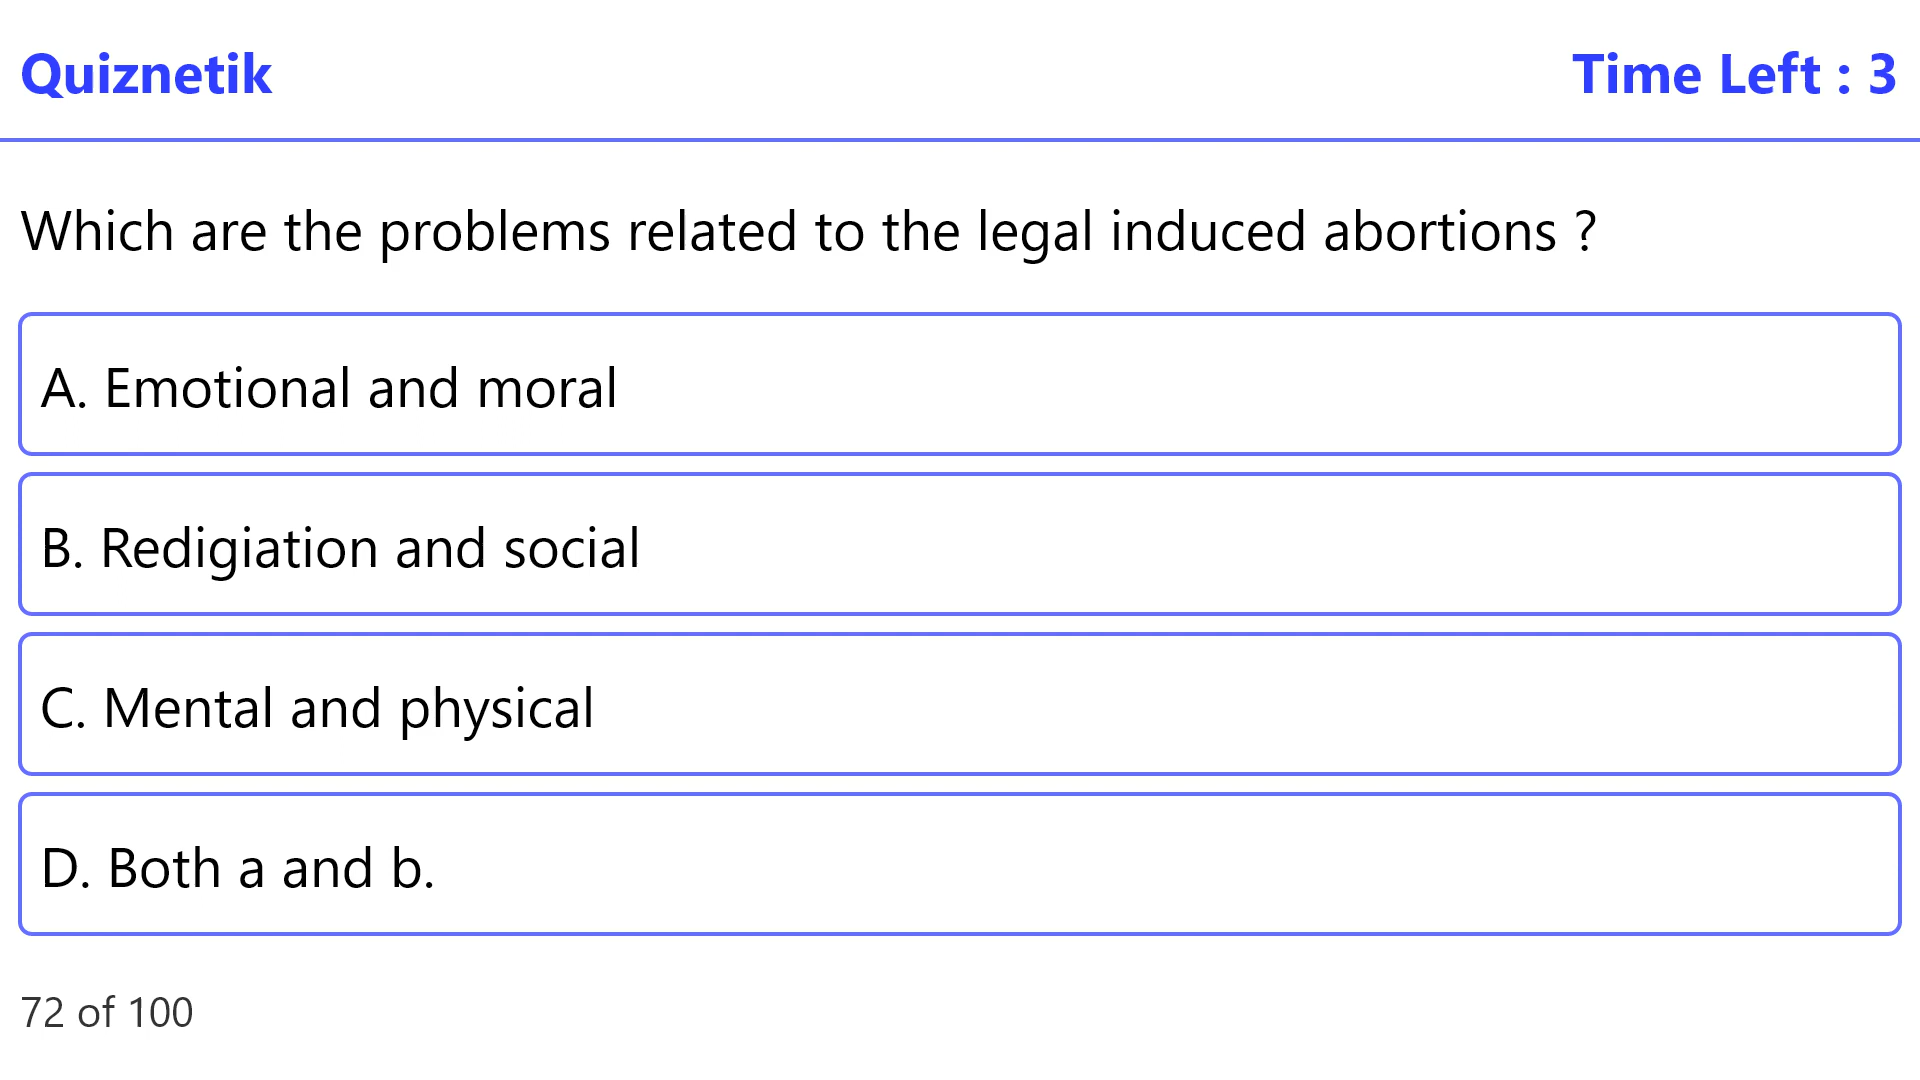 Quiznetik
Time Left : 3
Which are the problems related to the legal induced abortions ?
A. Emotional and moral
B. Redigiation and social
C. Mental and physical
D. Both a and b.
72 of 100